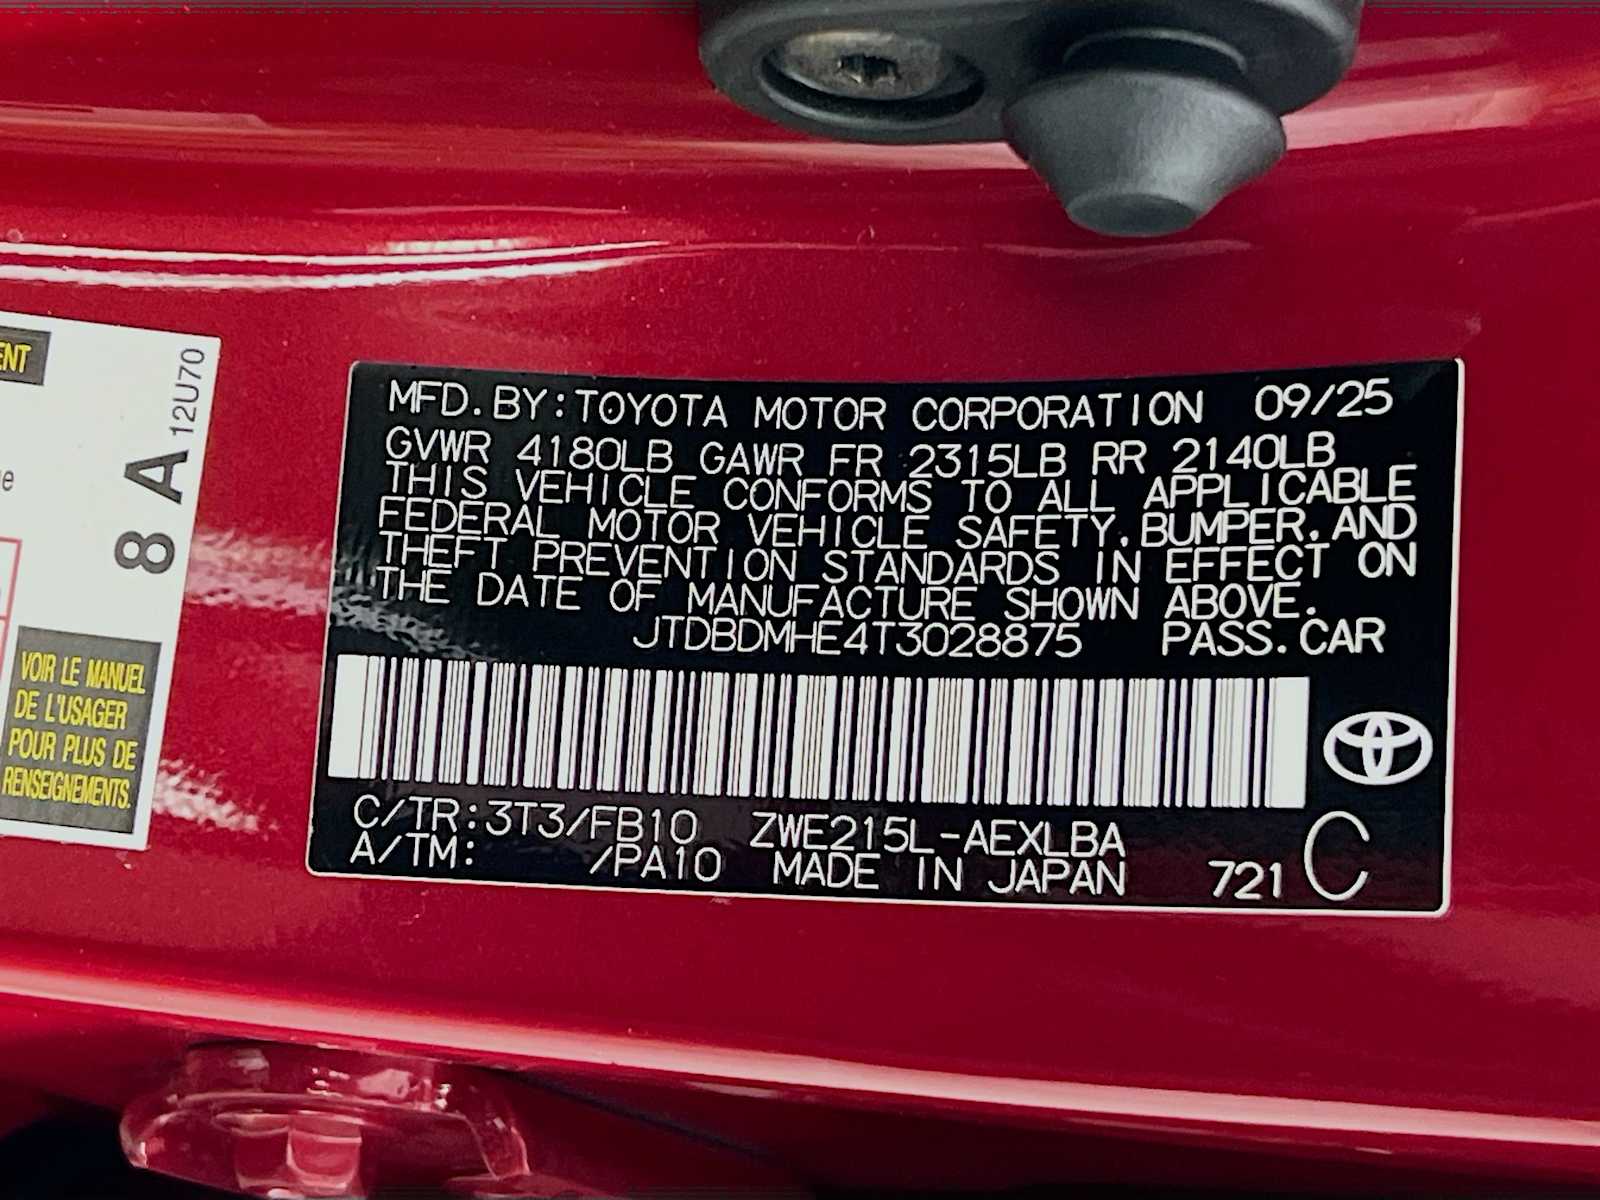 ENT
8 A 12U70
VOIR LE MANUEL
DE L'USAGER
POUR PLUS DE
RENSEIGNEMENTS.
MFD. BY: TOYOTA MOTOR CORPORATION 09/25
GVWR 4180LB GAWR FR 2315LB RR 2140LB
THIS VEHICLE CONFORMS TO ALL APPLICABLE
FEDERAL MOTOR VEHICLE SAFETY, BUMPER, AND
THEFT PREVENTION STANDARDS IN EFFECT ON
THE DATE OF MANUFACTURE SHOWN ABOVE.
JTDBDMHE4T3028875 PASS. CAR
C/TR: 3T3/FB10 ZWE215L-AEXLBA
A/TM: /PA10 MADE IN JAPAN 721 C